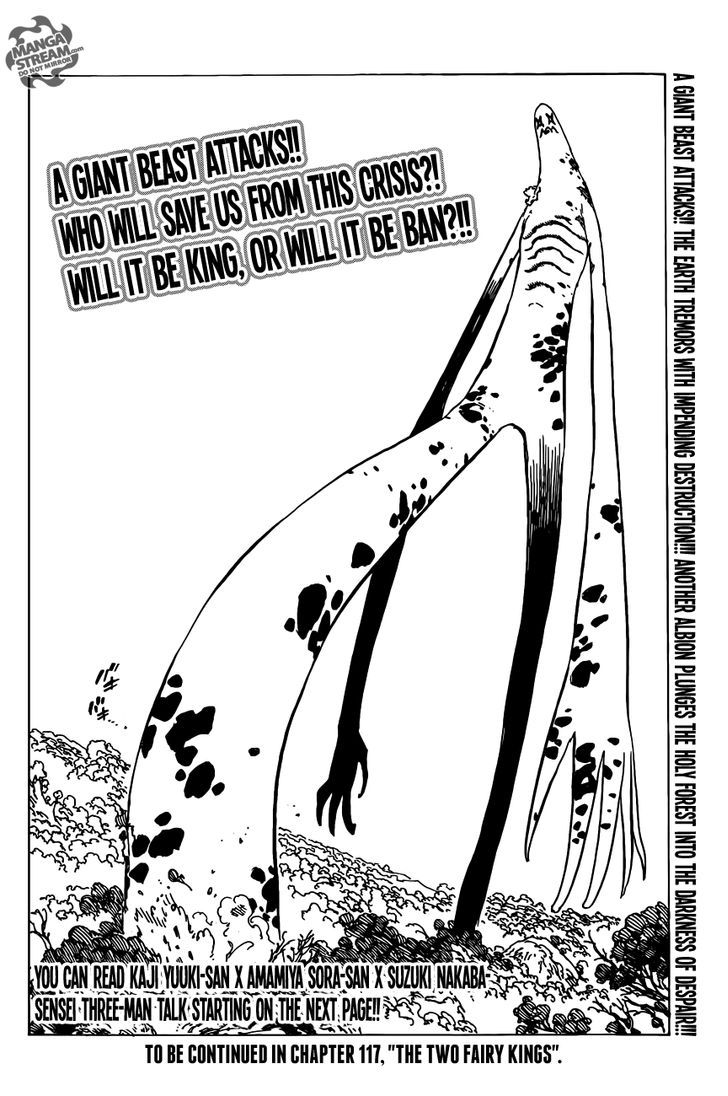 MANGA
STREAM.com
DO NOT MIRROR
A GIANT BEAST ATTACKS!!
WHO WILL SAVE US FROM THIS CRISIS?!
WILL IT BE KING, OR WILL IT BE BAN?!!
A GIANT BEAST ATTACKS!! THE EARTH TREMORS WITH IMPENDING DESTRUCTION!!! ANOTHER ALBION PLUNGES THE HOLY FOREST INTO THE DARKNESS OF DESPAIR!!!
YOU CAN READ KAJI YUUKI-SAN X AMAMIYA SORA-SAN X SUZUKI NAKABA
SENSEI THREE-MAN TALK STARTING ON THE NEXT PAGE!!
TO BE CONTINUED IN CHAPTER 117, "THE TWO FAIRY KINGS".